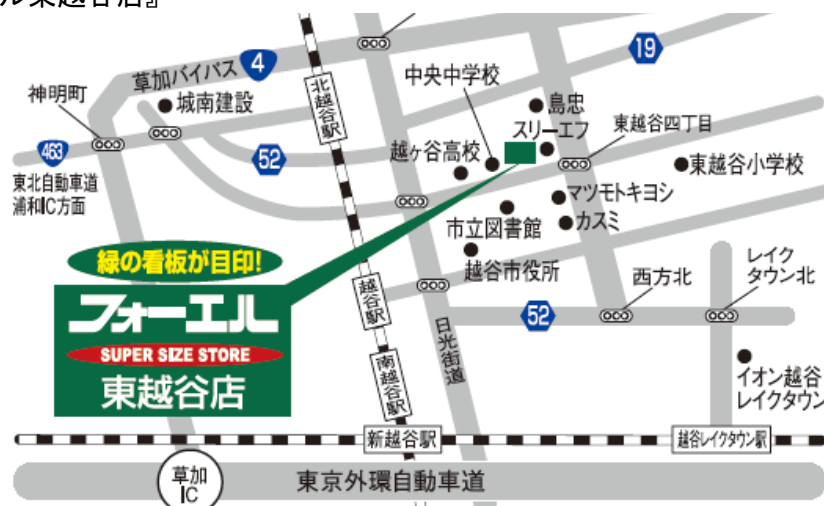 ル東越谷店』
草加バイパス
4
19
中央中学校
神明町
城南建設
北越谷駅
島忠
スリーエフ
東越谷四丁目
463
52
越ヶ谷高校
東越谷小学校
東北自動車道
浦和IC方面
マツモトキヨシ
市立図書館
カスミ
緑の看板が目印!
越谷市役所
レイク
タウン北
西方北
越谷駅
フォーエル
52
日光街道
SUPER SIZE STORE
東越谷店
南越谷駅
イオン越谷
レイクタウン
新越谷駅
越谷レイクタウン駅
草加
IC
東京外環自動車道